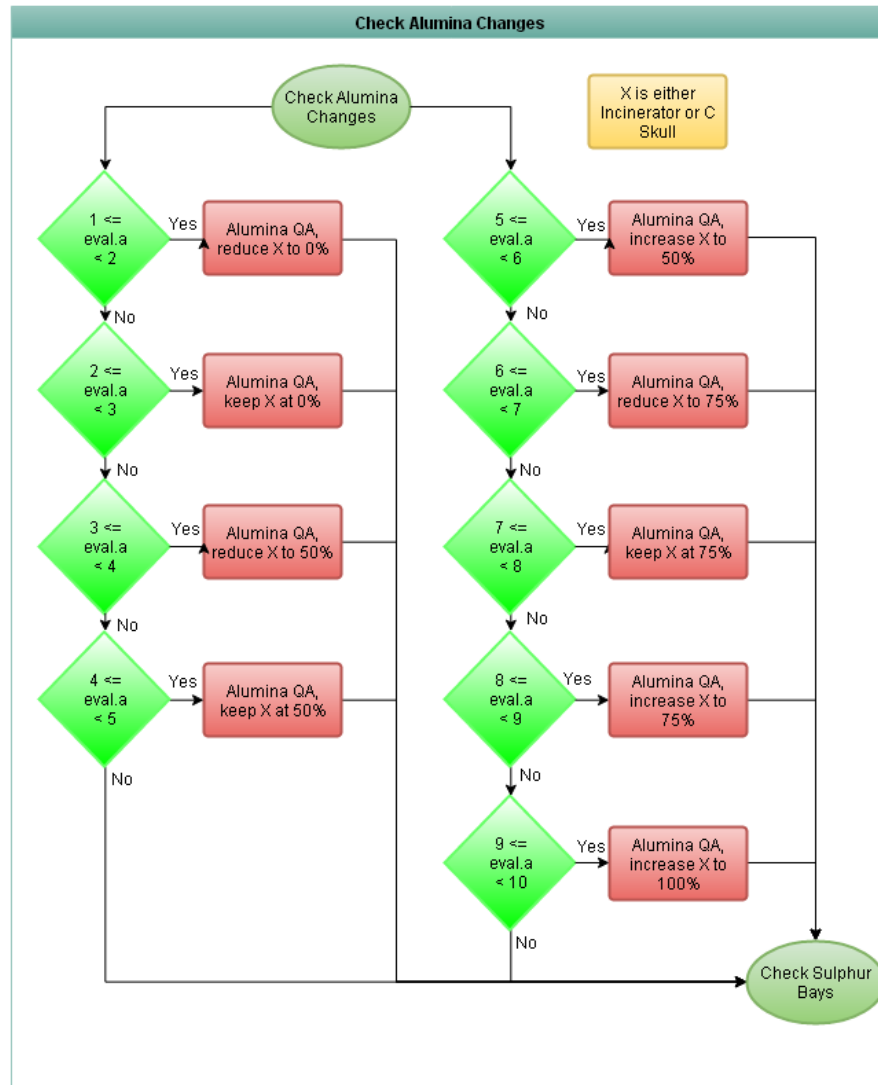 Check Alumina Changes
Check Alumina
Changes
X is either
Incinerator or C
Skull
1 <=
eval.a
< 2
Yes
Alumina QA,
reduce X to 0%
No
2 <=
eval.a
< 3
Yes
Alumina QA,
keep X at 0%
No
3 <=
eval.a
< 4
Yes
Alumina QA,
reduce X to 50%
No
4 <=
eval.a
< 5
Yes
Alumina QA,
keep X at 50%
No
5 <=
eval.a
< 6
Yes
Alumina QA,
increase X to
50%
No
6 <=
eval.a
< 7
Yes
Alumina QA,
reduce X to 75%
No
7 <=
eval.a
< 8
Yes
Alumina QA,
keep X at 75%
No
8 <=
eval.a
< 9
Yes
Alumina QA,
increase X to
75%
No
9 <=
eval.a
< 10
Yes
Alumina QA,
increase X to
100%
No
Check Sulphur
Bays